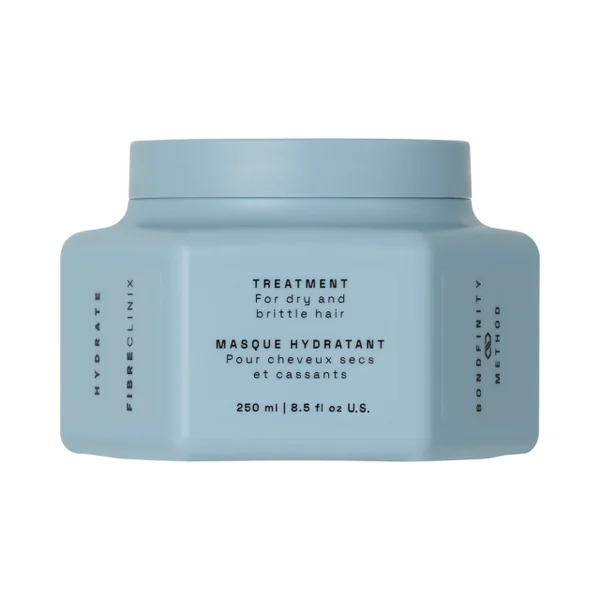 HYDRATE
FIBRECLINIX
TREATMENT
For dry and
brittle hair
MASQUE HYDRATANT
Pour cheveux secs
et cassants
250 ml | 8.5 fl oz U.S.
BONDFINITY
METHOD